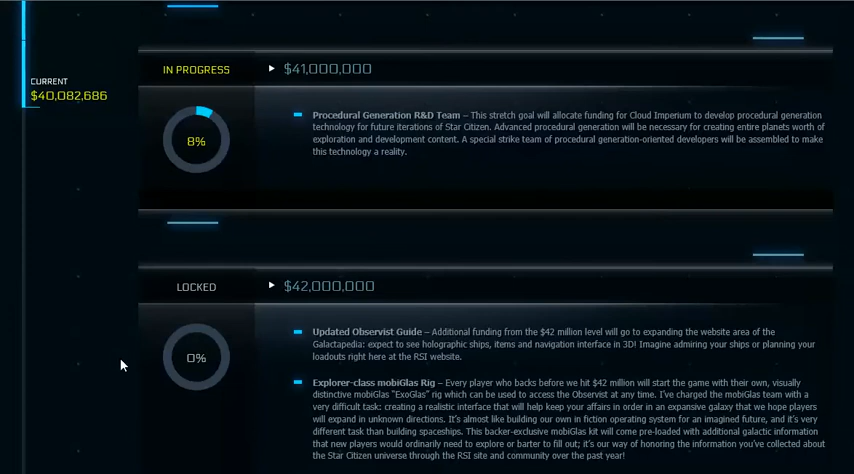 IN PROGRESS
$41,000,000
CURRENT
$40,082,686
8%
Procedural Generation R&D Team – This stretch goal will allocate funding for Cloud Imperium to develop procedural generation
technology for future iterations of Star Citizen. Advanced procedural generation will be necessary for creating entire planets worth of
exploration and development content. A special strike team of procedural generation-oriented developers will be assembled to make
this technology a reality.
LOCKED
$42,000,000
0%
Updated Observist Guide – Additional funding from the $42 million level will go to expanding the website area of the
Galactapedia: expect to see holographic ships, items and navigation interface in 3D! Imagine admiring your ships or planning your
loadouts right here at the RSI website.
Explorer-class mobiGlas Rig – Every player who backs before we hit $42 million will start the game with their own, visually
distinctive mobiGlas "ExoGlas" rig which can be used to access the Observist at any time. I've charged the mobiGlas team with a
very difficult task: creating a realistic interface that will help keep your affairs in order in an expansive galaxy that we hope players
will expand in unknown directions. It's almost like building our own in fiction operating system for an imagined future, and it's very
different task than building spaceships. This backer-exclusive mobiGlas kit will come pre-loaded with additional galactic information
that new players would ordinarily need to explore or barter to fill out; it's our way of honoring the information you've collected about
the Star Citizen universe through the RSI site and community over the past year!